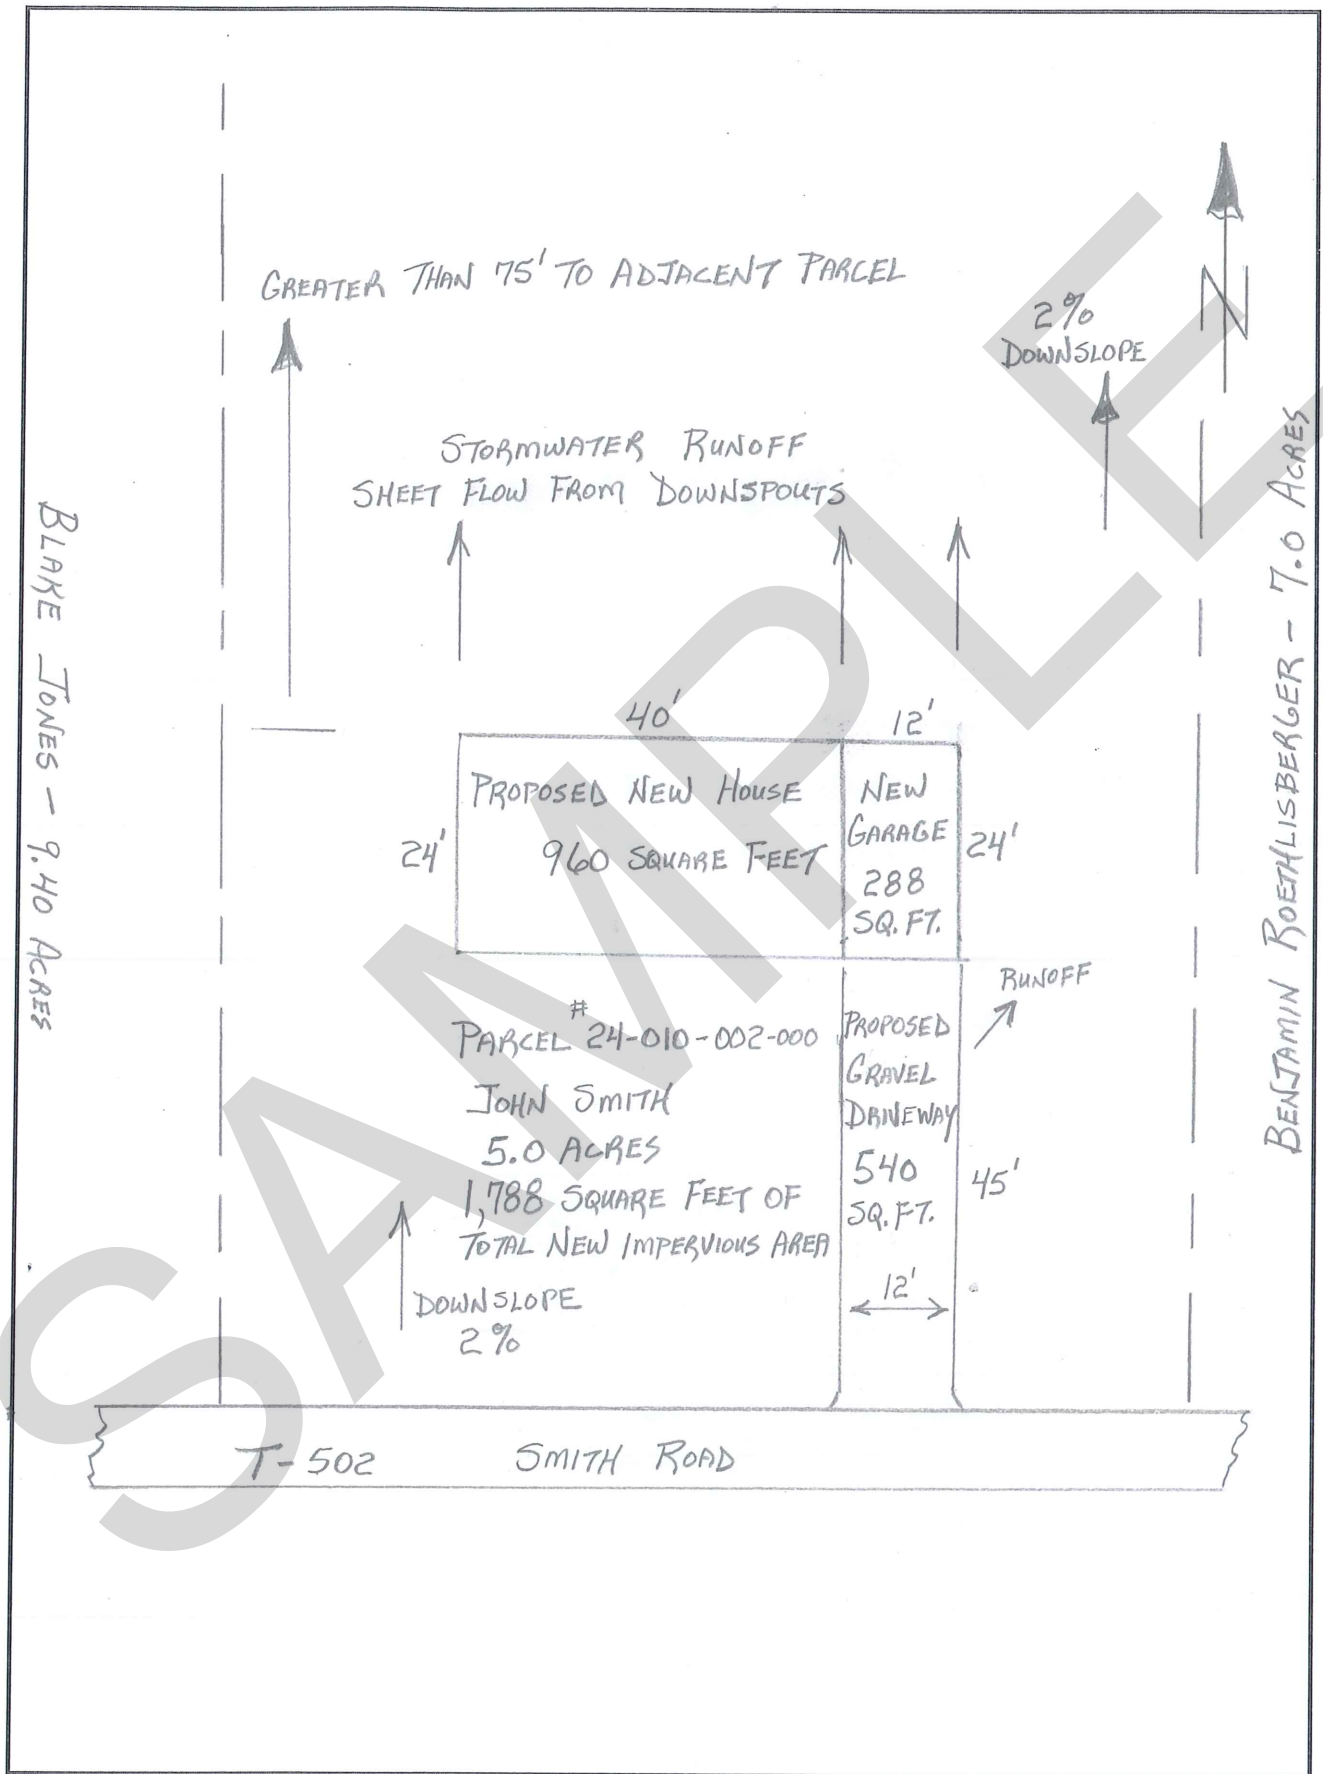 GREATER THAN 75' TO ADJACENT PARCEL
N
2%
DOWNSLOPE
STORMWATER RUNOFF
SHEET FLOW FROM DOWNSPOUTS
BLAKE JONES - 9.40 ACRES
BENJAMIN ROETHLISBERGER - 7.0 ACRES
40'
12'
PROPOSED NEW HOUSE
960 SQUARE FEET
24'
NEW
GARAGE
288
SQ. FT.
24'
RUNOFF
PARCEL # 24-010-002-000
JOHN SMITH
5.0 ACRES
1,788 SQUARE FEET OF
TOTAL NEW IMPERVIOUS AREA
PROPOSED
GRAVEL
DRIVEWAY
540
SQ. FT.
45'
12'
DOWNSLOPE
2%
T-502 SMITH ROAD
SAMPLE